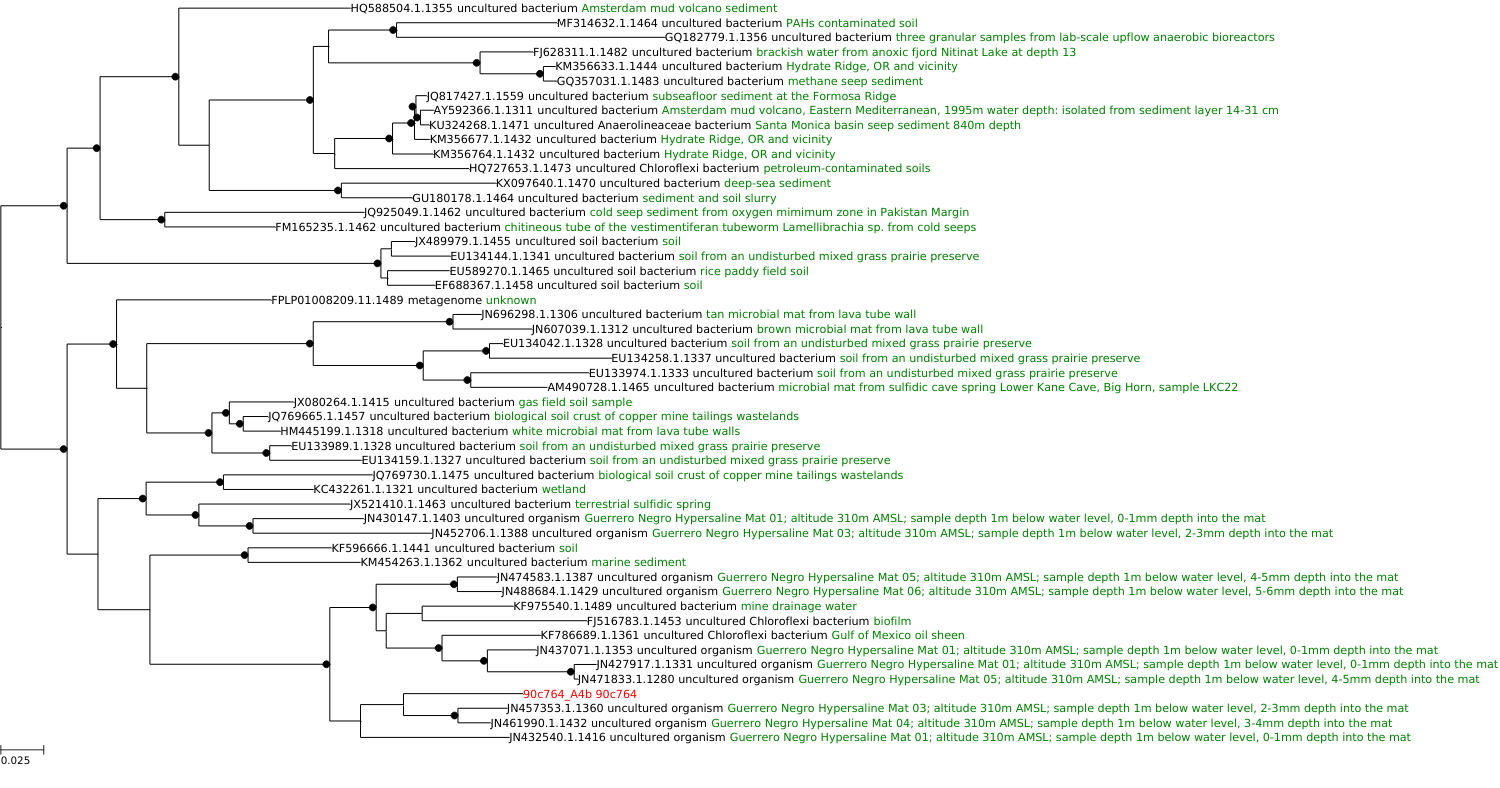 HQ588504.1.1355 uncultured bacterium Amsterdam mud volcano sediment
MF314632.1.1464 uncultured bacterium PAHs contaminated soil
GQ182779.1.1356 uncultured bacterium three granular samples from lab-scale upflow anaerobic bioreactors
FJ628311.1.1482 uncultured bacterium brackish water from anoxic fjord Nitinat Lake at depth 13
KM356633.1.1444 uncultured bacterium Hydrate Ridge, OR and vicinity
GQ357031.1.1483 uncultured bacterium methane seep sediment
JQ817427.1.1559 uncultured bacterium subseafloor sediment at the Formosa Ridge
AY592366.1.1311 uncultured bacterium Amsterdam mud volcano, Eastern Mediterranean, 1995m water depth: isolated from sediment layer 14-31 cm
KU324268.1.1471 uncultured Anaerolineaceae bacterium Santa Monica basin seep sediment 840m depth
KM356677.1.1432 uncultured bacterium Hydrate Ridge, OR and vicinity
KM356764.1.1432 uncultured bacterium Hydrate Ridge, OR and vicinity
HQ727653.1.1473 uncultured Chloroflexi bacterium petroleum-contaminated soils
KX097640.1.1470 uncultured bacterium deep-sea sediment
GU180178.1.1464 uncultured bacterium sediment and soil slurry
JQ925049.1.1462 uncultured bacterium cold seep sediment from oxygen mimimum zone in Pakistan Margin
FM165235.1.1462 uncultured bacterium chitineous tube of the vestimentiferan tubeworm Lamellibrachia sp. from cold seeps
JX489979.1.1455 uncultured soil bacterium soil
EU134144.1.1341 uncultured bacterium soil from an undisturbed mixed grass prairie preserve
EU589270.1.1465 uncultured soil bacterium rice paddy field soil
EF688367.1.1458 uncultured soil bacterium soil
FPLP01008209.11.1489 metagenome unknown
JN696298.1.1306 uncultured bacterium tan microbial mat from lava tube wall
JN607039.1.1312 uncultured bacterium brown microbial mat from lava tube wall
EU134042.1.1328 uncultured bacterium soil from an undisturbed mixed grass prairie preserve
EU134258.1.1337 uncultured bacterium soil from an undisturbed mixed grass prairie preserve
EU133974.1.1333 uncultured bacterium soil from an undisturbed mixed grass prairie preserve
AM490728.1.1465 uncultured bacterium microbial mat from sulfidic cave spring Lower Kane Cave, Big Horn, sample LKC22
JX080264.1.1415 uncultured bacterium gas field soil sample
JQ769665.1.1457 uncultured bacterium biological soil crust of copper mine tailings wastelands
HM445199.1.1318 uncultured bacterium white microbial mat from lava tube walls
EU133989.1.1328 uncultured bacterium soil from an undisturbed mixed grass prairie preserve
EU134159.1.1327 uncultured bacterium soil from an undisturbed mixed grass prairie preserve
JQ769730.1.1475 uncultured bacterium biological soil crust of copper mine tailings wastelands
KC432261.1.1321 uncultured bacterium wetland
JX521410.1.1463 uncultured bacterium terrestrial sulfidic spring
JN430147.1.1403 uncultured organism Guerrero Negro Hypersaline Mat 01; altitude 310m AMSL; sample depth 1m below water level, 0-1mm depth into the mat
JN452706.1.1388 uncultured organism Guerrero Negro Hypersaline Mat 03; altitude 310m AMSL; sample depth 1m below water level, 2-3mm depth into the mat
KF596666.1.1441 uncultured bacterium soil
KM454263.1.1362 uncultured bacterium marine sediment
JN474583.1.1387 uncultured organism Guerrero Negro Hypersaline Mat 05; altitude 310m AMSL; sample depth 1m below water level, 4-5mm depth into the mat
JN488684.1.1429 uncultured organism Guerrero Negro Hypersaline Mat 06; altitude 310m AMSL; sample depth 1m below water level, 5-6mm depth into the mat
KF975540.1.1489 uncultured bacterium mine drainage water
FJ516783.1.1453 uncultured Chloroflexi bacterium biofilm
KF786689.1.1361 uncultured Chloroflexi bacterium Gulf of Mexico oil sheen
JN437071.1.1353 uncultured organism Guerrero Negro Hypersaline Mat 01; altitude 310m AMSL; sample depth 1m below water level, 0-1mm depth into the mat
JN427917.1.1331 uncultured organism Guerrero Negro Hypersaline Mat 01; altitude 310m AMSL; sample depth 1m below water level, 0-1mm depth into the mat
JN471833.1.1280 uncultured organism Guerrero Negro Hypersaline Mat 05; altitude 310m AMSL; sample depth 1m below water level, 4-5mm depth into the mat
90c764_A4b 90c764
JN457353.1.1360 uncultured organism Guerrero Negro Hypersaline Mat 03; altitude 310m AMSL; sample depth 1m below water level, 2-3mm depth into the mat
JN461990.1.1432 uncultured organism Guerrero Negro Hypersaline Mat 04; altitude 310m AMSL; sample depth 1m below water level, 3-4mm depth into the mat
JN432540.1.1416 uncultured organism Guerrero Negro Hypersaline Mat 01; altitude 310m AMSL; sample depth 1m below water level, 0-1mm depth into the mat
0.025